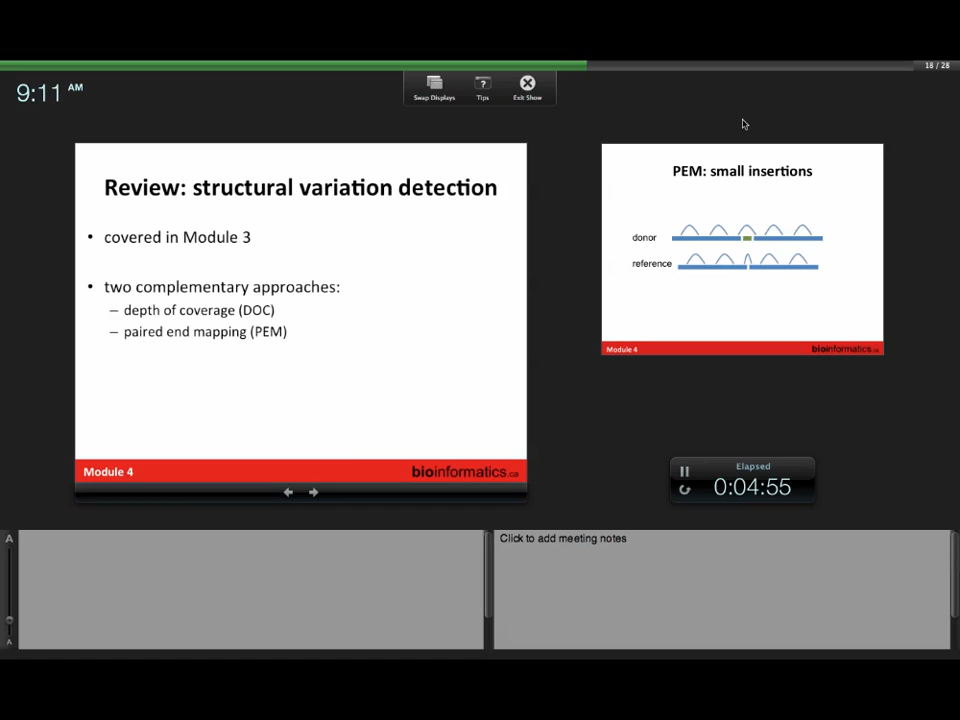 18 / 28
9:11 AM
Swap Displays
Tips
Exit Show
Review: structural variation detection
• covered in Module 3
• two complementary approaches:
– depth of coverage (DOC)
– paired end mapping (PEM)
Module 4
bioinformatics.ca
PEM: small insertions
donor
reference
Module 4
bioinformatics.ca
Elapsed
0:04:55
A
A
Click to add meeting notes